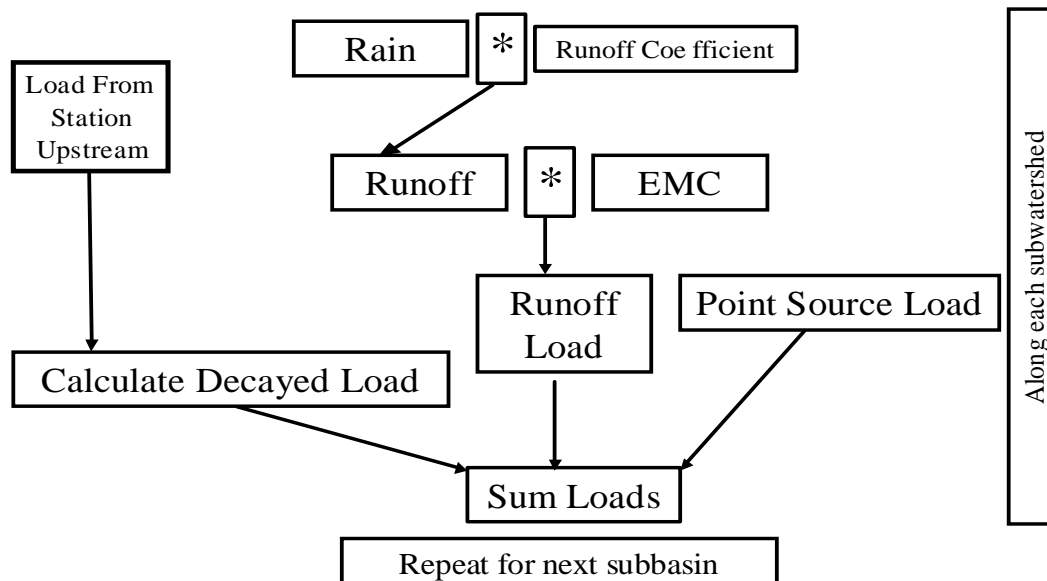 Rain * Runoff Coe fficient
Load From
Station
Upstream
Runoff * EMC
Runoff
Load
Point Source Load
Calculate Decayed Load
Sum Loads
Repeat for next subbasin
Along each subwatershed